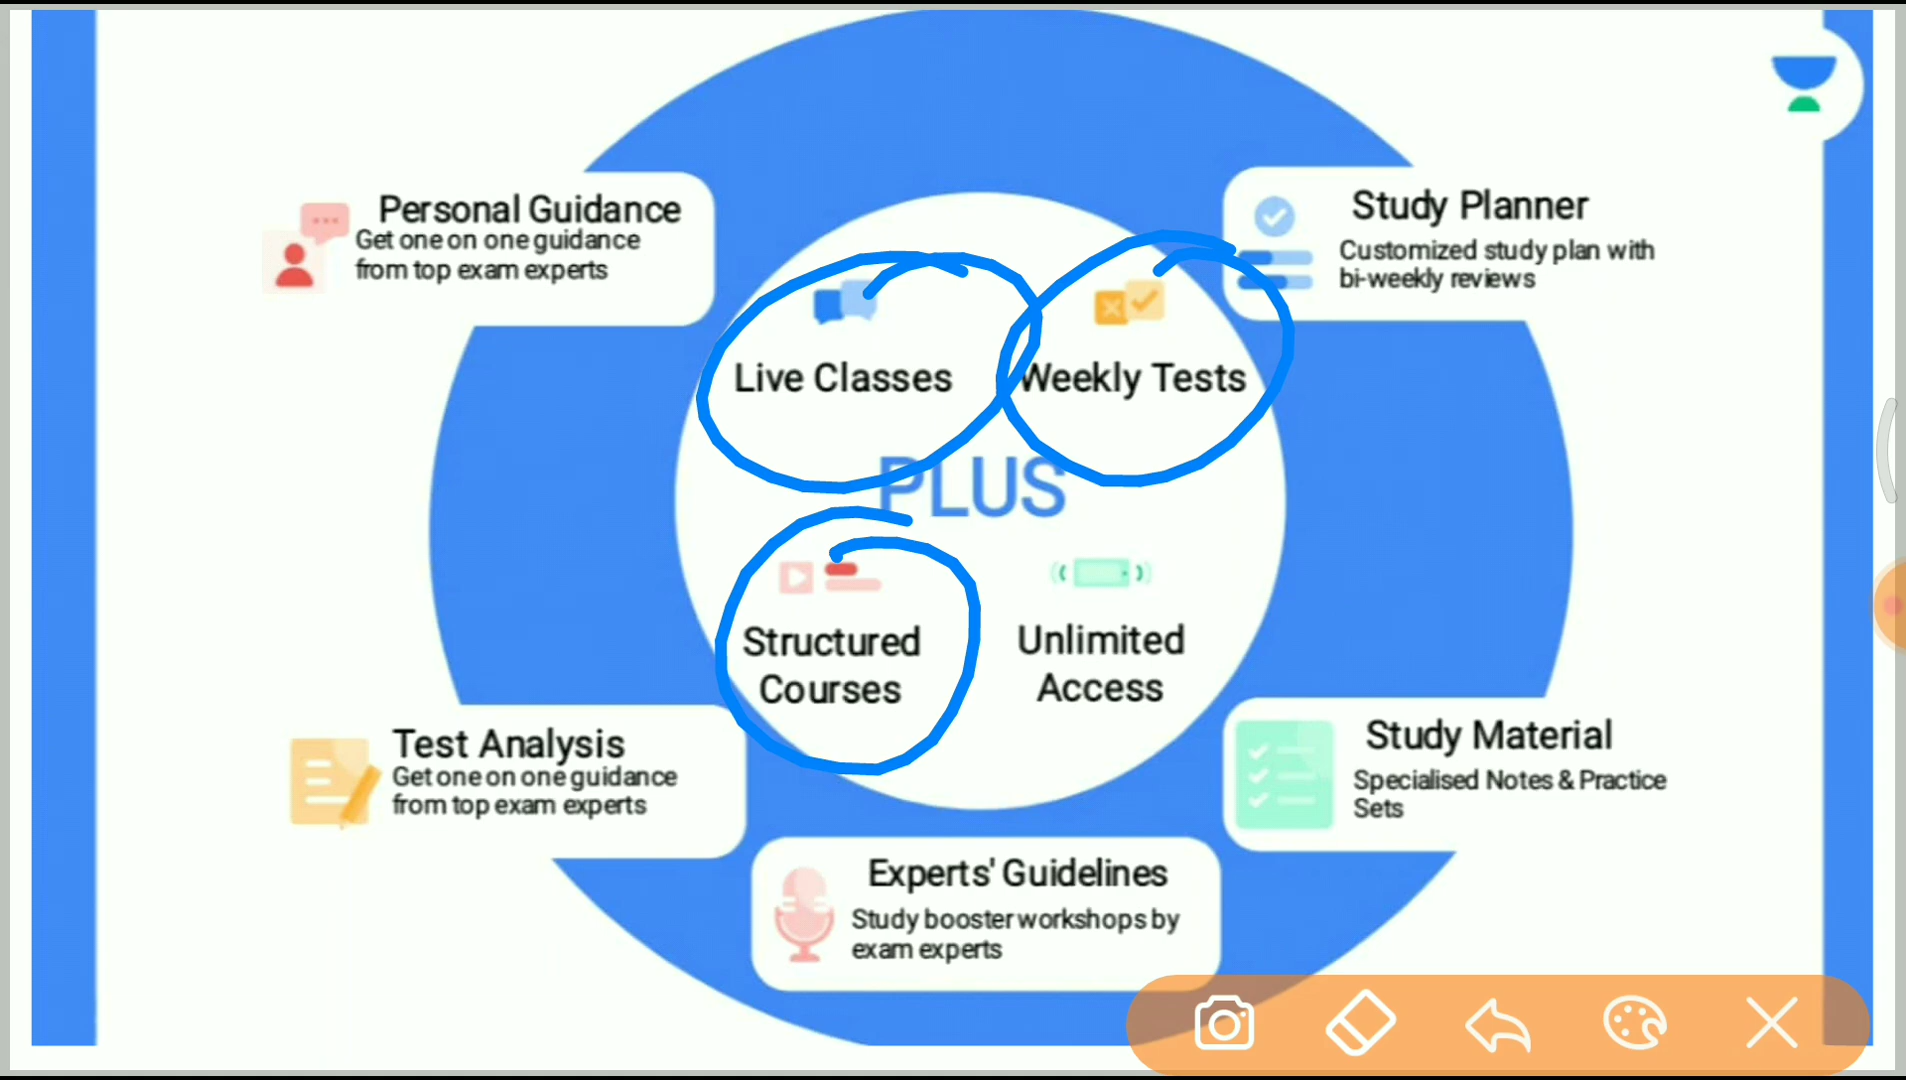 Personal Guidance
Get one on one guidance
from top exam experts
Study Planner
Customized study plan with
bi-weekly reviews
Live Classes
Weekly Tests
PLUS
Structured
Courses
Unlimited
Access
Test Analysis
Get one on one guidance
from top exam experts
Study Material
Specialised Notes & Practice
Sets
Experts' Guidelines
Study booster workshops by
exam experts